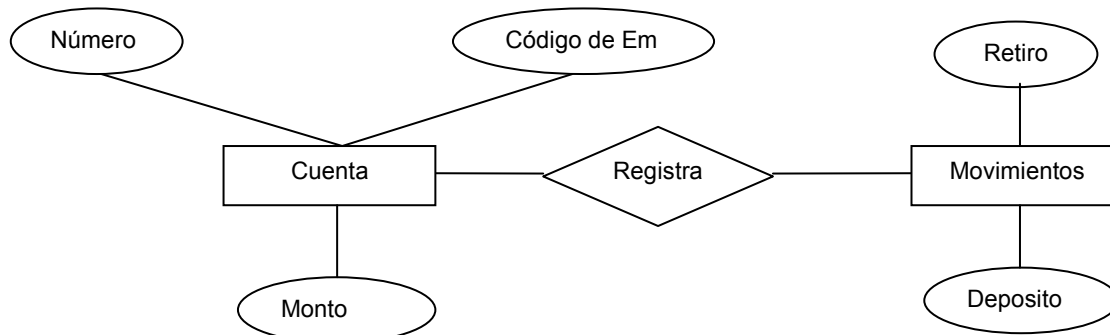 Número
Código de Em
Retiro
Cuenta
Registra
Movimientos
Monto
Deposito